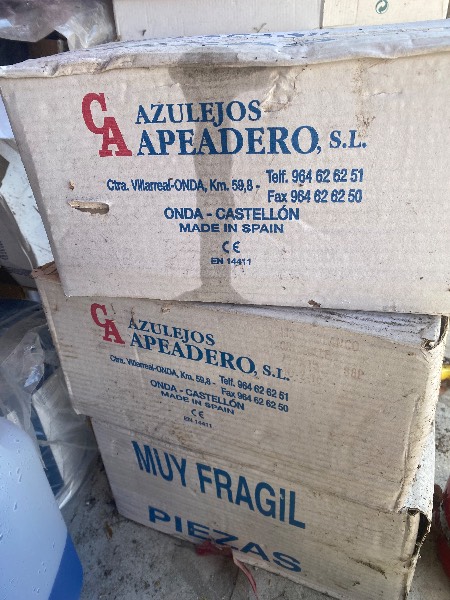 CA AZULEJOS
APEADERO, S.L.
Ctra. Villarreal-ONDA, Km. 59,8 - Telf. 964 62 62 51
Fax 964 62 62 50
ONDA - CASTELLÓN
MADE IN SPAIN
CE
EN 14411
CA AZULEJOS
APEADERO, S.L.
Ctra. Villarreal-ONDA, Km. 59,8 - Telf. 964 62 62 51
Fax 964 62 62 50
ONDA - CASTELLÓN
MADE IN SPAIN
CE
EN 14411
MUY FRAGiL
PIEZAS